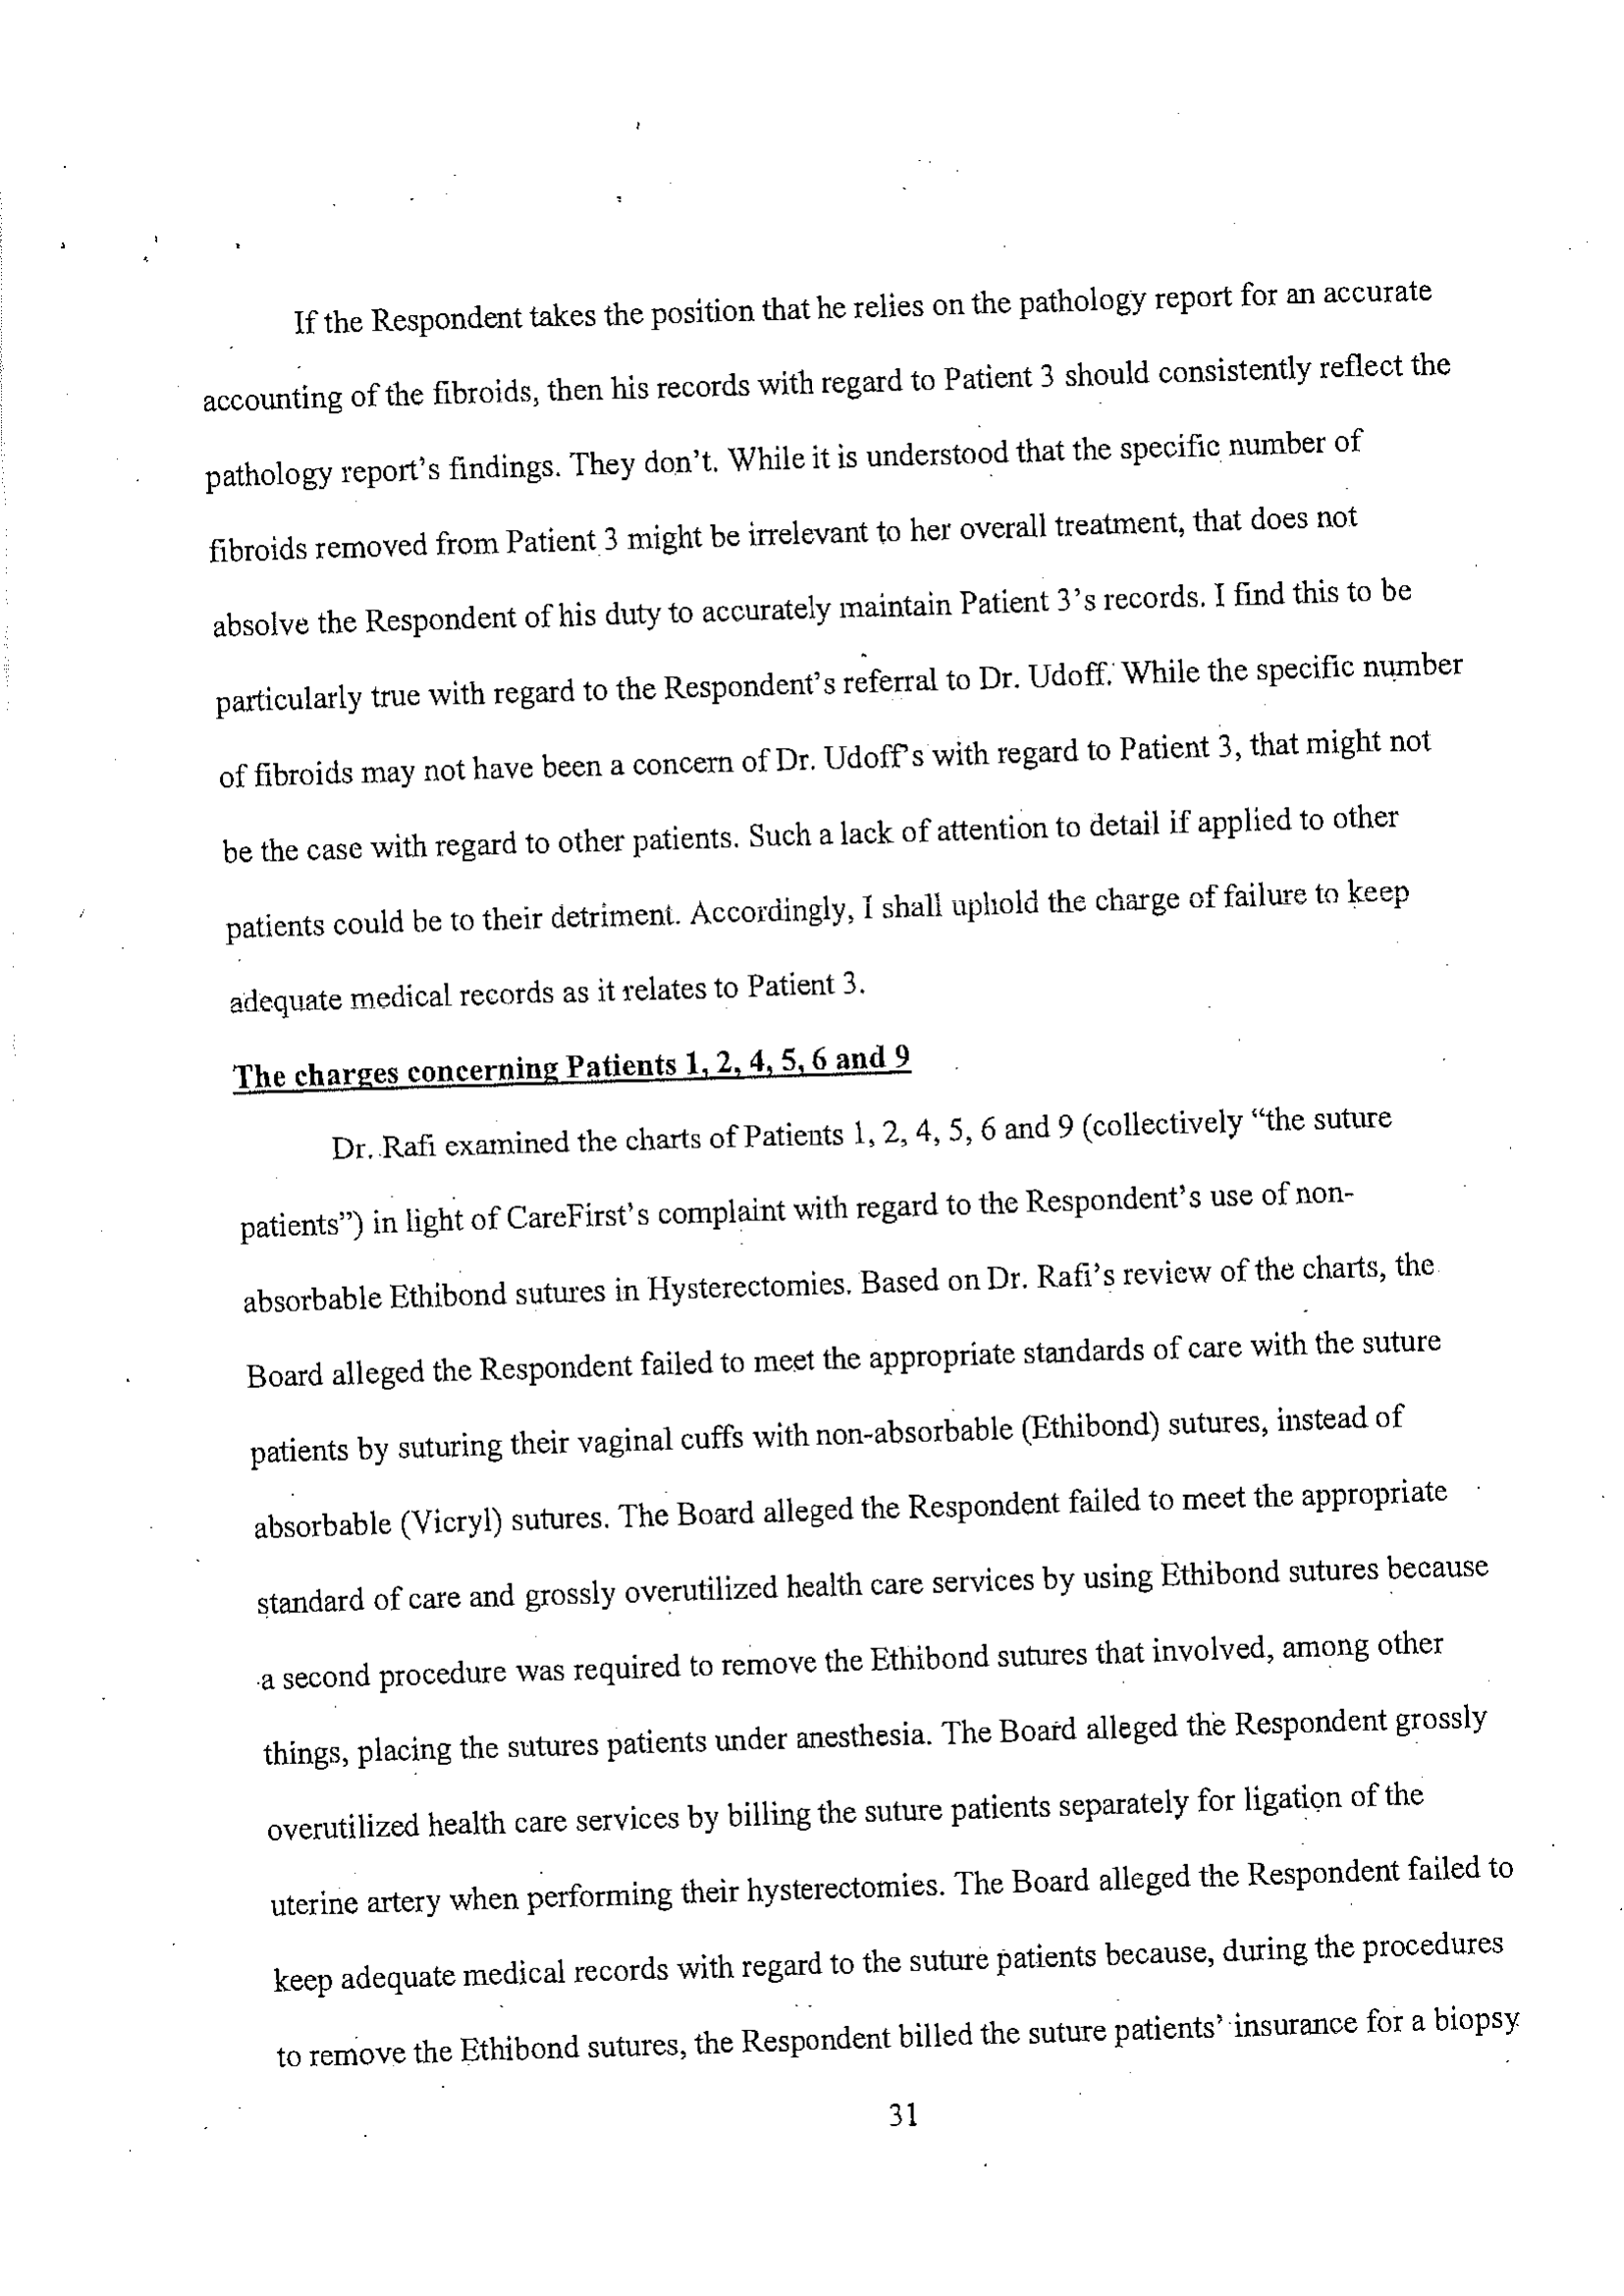 If the Respondent takes the position that he relies on the pathology report for an accurate
accounting of the fibroids, then his records with regard to Patient 3 should consistently reflect the
pathology report's findings. They don't. While it is understood that the specific number of
fibroids removed from Patient 3 might be irrelevant to her overall treatment, that does not
absolve the Respondent of his duty to accurately maintain Patient 3's records. I find this to be
particularly true with regard to the Respondent's referral to Dr. Udoff. While the specific number
of fibroids may not have been a concern of Dr. Udoff's with regard to Patient 3, that might not
be the case with regard to other patients. Such a lack of attention to detail if applied to other
patients could be to their detriment. Accordingly, I shall uphold the charge of failure to keep
adequate medical records as it relates to Patient 3.
The charges concerning Patients 1, 2, 4, 5, 6 and 9
Dr. Rafi examined the charts of Patients 1, 2, 4, 5, 6 and 9 (collectively “the suture
patients”) in light of CareFirst's complaint with regard to the Respondent's use of non-
absorbable Ethibond sutures in Hysterectomies. Based on Dr. Rafi's review of the charts, the
Board alleged the Respondent failed to meet the appropriate standards of care with the suture
patients by suturing their vaginal cuffs with non-absorbable (Ethibond) sutures, instead of
absorbable (Vicryl) sutures. The Board alleged the Respondent failed to meet the appropriate
standard of care and grossly overutilized health care services by using Ethibond sutures because
a second procedure was required to remove the Ethibond sutures that involved, among other
things, placing the sutures patients under anesthesia. The Board alleged the Respondent grossly
overutilized health care services by billing the suture patients separately for ligation of the
uterine artery when performing their hysterectomies. The Board alleged the Respondent failed to
keep adequate medical records with regard to the suture patients because, during the procedures
to remove the Ethibond sutures, the Respondent billed the suture patients' insurance for a biopsy
31